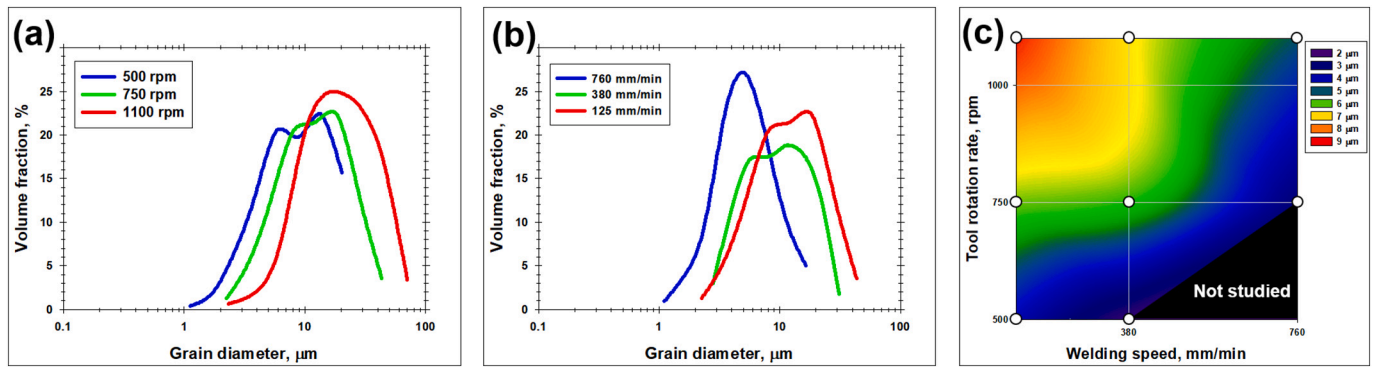 (a)
500 rpm
750 rpm
1100 rpm
Volume fraction, %
25
20
15
10
5
0
0.1 1 10 100
Grain diameter, μm
(b)
760 mm/min
380 mm/min
125 mm/min
Volume fraction, %
25
20
15
10
5
0
0.1 1 10 100
Grain diameter, μm
(c)
Tool rotation rate, rpm
1000
750
500
380 760
Welding speed, mm/min
Not studied
2 μm
3 μm
4 μm
5 μm
6 μm
7 μm
8 μm
9 μm